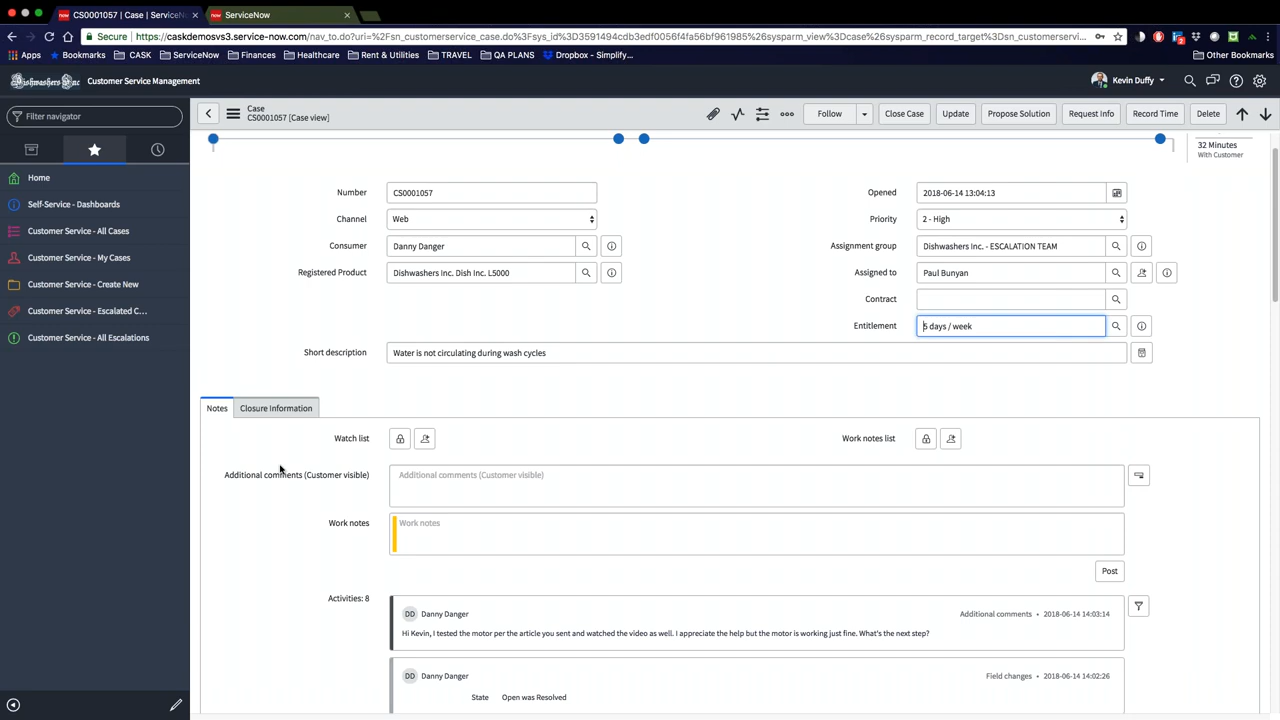 CS0001057 | Case | ServiceN
ServiceNow
Secure
https://caskdemosvs3.service-now.com/nav_to.do?uri=%2Fsn_customerservice_case.do%3Fsys_id%3D3591494cdb3edf0056f4fa56bf961985%26sysparm_view%3Dcase%26sysparm_record_target%3Dsn_customerservi...
Apps
Bookmarks
CASK
ServiceNow
Finances
Healthcare
Rent & Utilities
TRAVEL
QA PLANS
Dropbox - Simplify...
Other Bookmarks
Dishwashers Inc.
Customer Service Management
Kevin Duffy
Filter navigator
Home
Self-Service - Dashboards
Customer Service - All Cases
Customer Service - My Cases
Customer Service - Create New
Customer Service - Escalated C...
Customer Service - All Escalations
Case
CS0001057 [Case view]
Follow
Close Case
Update
Propose Solution
Request Info
Record Time
Delete
32 Minutes
With Customer
Number CS0001057
Opened 2018-06-14 13:04:13
Channel Web
Priority 2 - High
Consumer Danny Danger
Assignment group Dishwashers Inc. - ESCALATION TEAM
Registered Product Dishwashers Inc. Dish Inc. L5000
Assigned to Paul Bunyan
Contract
Entitlement days / week
Short description Water is not circulating during wash cycles
Notes
Closure Information
Watch list
Work notes list
Additional comments (Customer visible) Additional comments (Customer visible)
Work notes Work notes
Post
Activities: 8
DD Danny Danger Additional comments • 2018-06-14 14:03:14
Hi Kevin, I tested the motor per the article you sent and watched the video as well. I appreciate the help but the motor is working just fine. What's the next step?
DD Danny Danger Field changes • 2018-06-14 14:02:26
State Open was Resolved